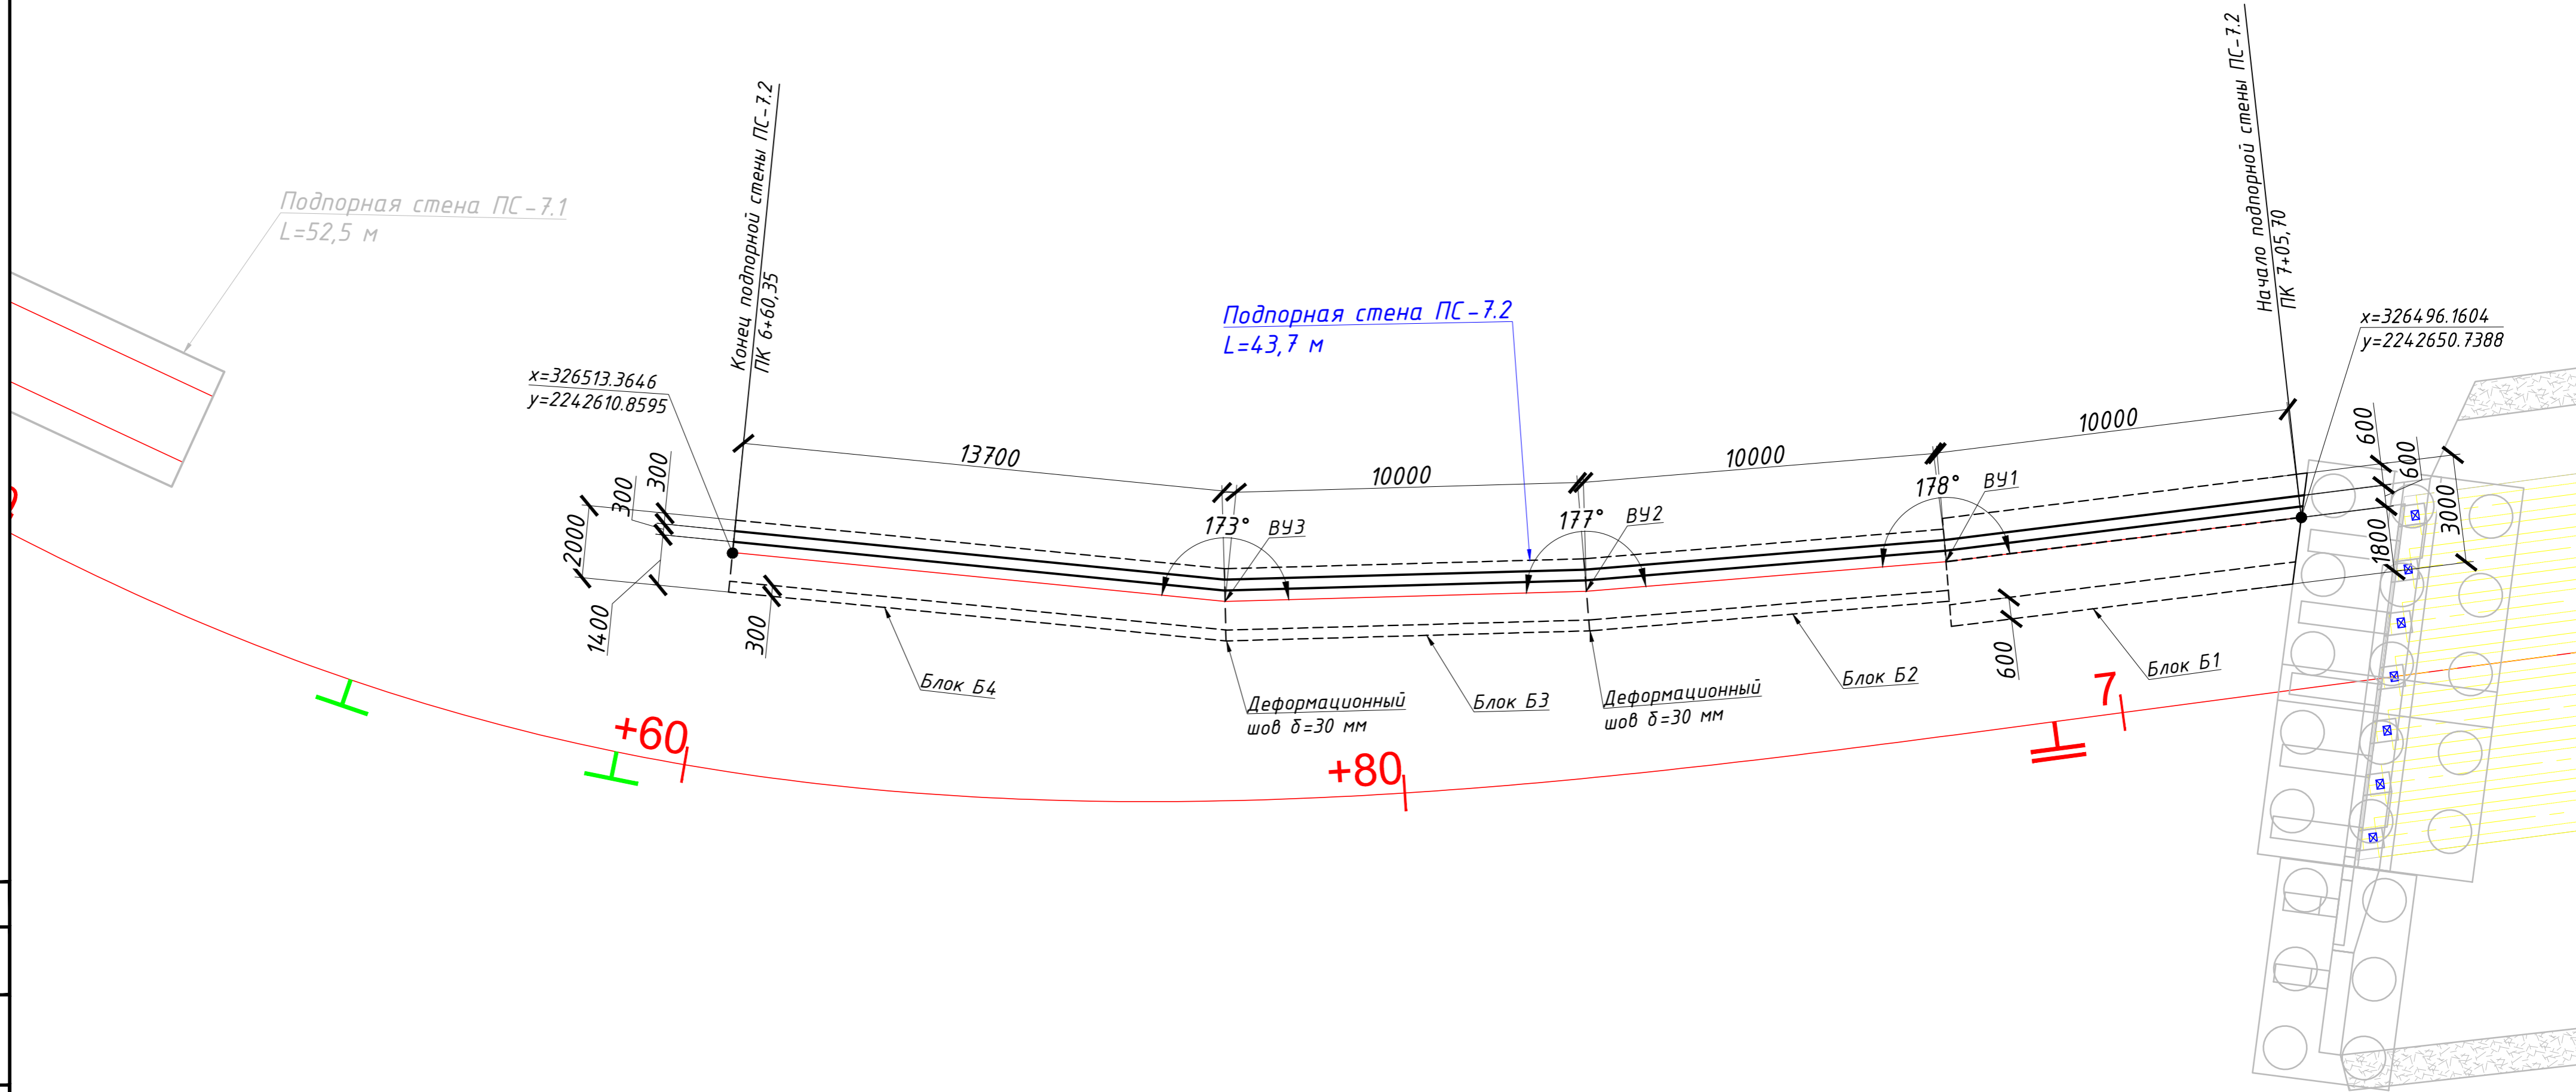 Подпорная стена ПС-7.1
L=52,5 м
Конец подпорной стены ПС-7.2
ПК 6+60,35
x=326513.3646
y=2242610.8595
Подпорная стена ПС-7.2
L=43,7 м
Начало подпорной стены ПС-7.2
ПК 7+05,70
x=326496.1604
y=2242650.7388
13700
10000
10000
10000
173°
ВУ3
177°
ВУ2
178°
ВУ1
300
300
2000
1400
300
600
600
3000
1800
600
Блок Б4
Деформационный
шов δ=30 мм
Блок Б3
Деформационный
шов δ=30 мм
Блок Б2
Блок Б1
+60
+80
7